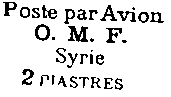 Poste par Avion
O. M. F.
Syrie
2 PIASTRES